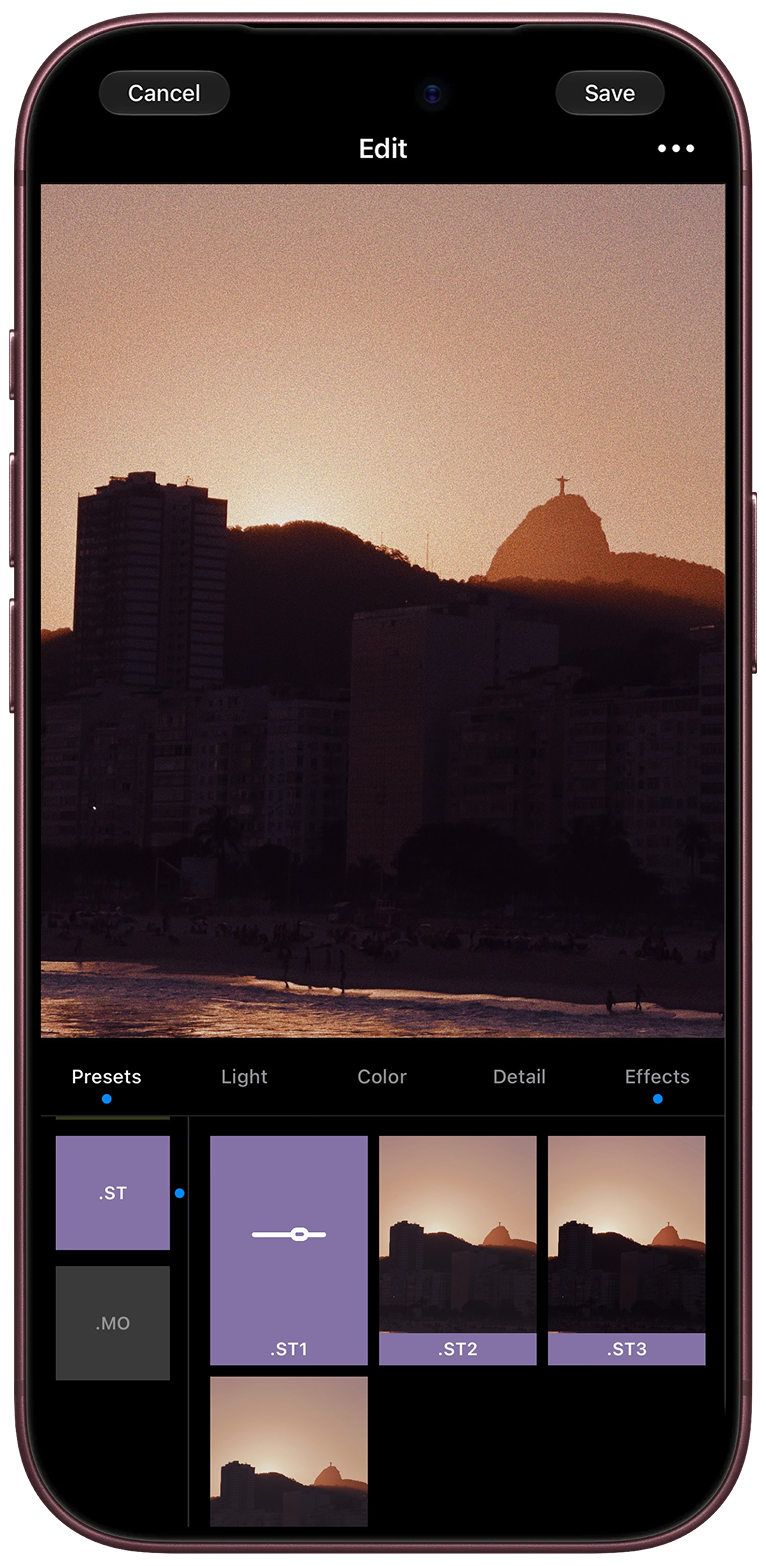 Cancel
Save
Edit
Presets
Light
Color
Detail
Effects
.ST
.MO
.ST1
.ST2
.ST3